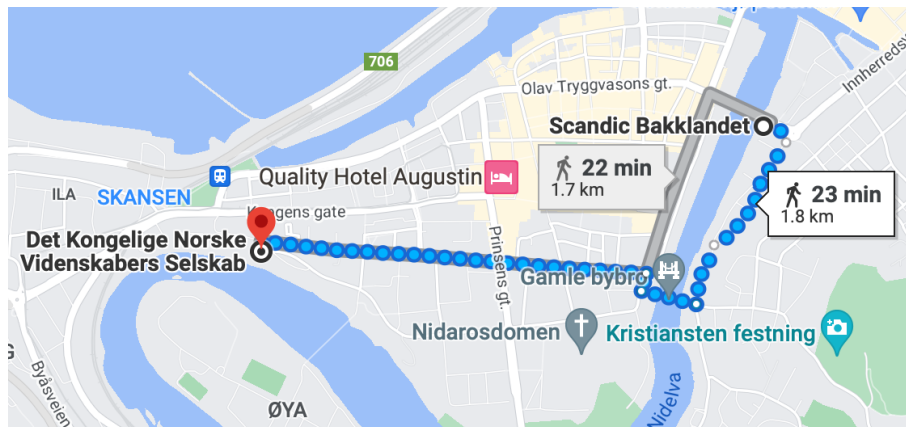 706
Innherredsv
Olav Tryggvasons gt.
Scandic Bakklandet
22 min
1.7 km
Quality Hotel Augustin
ILA
SKANSEN
23 min
1.8 km
Kongens gate
Det Kongelige Norske
Videnskabers Selskab
Prinsens gt.
Gamle bybro
Nidarosdomen
Kristiansten festning
Byåsveien
ØYA
Nidelva